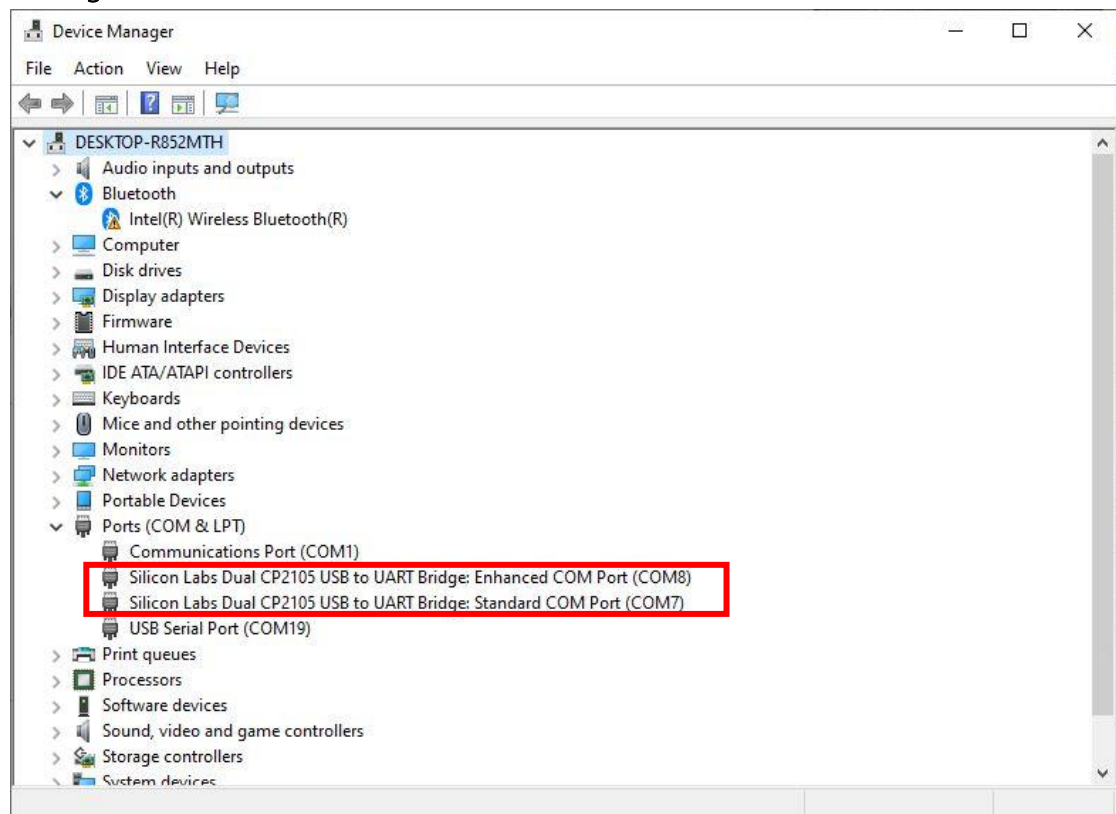 Device Manager
File Action View Help
DESKTOP-R852MTH
Audio inputs and outputs
Bluetooth
Intel(R) Wireless Bluetooth(R)
Computer
Disk drives
Display adapters
Firmware
Human Interface Devices
IDE ATA/ATAPI controllers
Keyboards
Mice and other pointing devices
Monitors
Network adapters
Portable Devices
Ports (COM & LPT)
Communications Port (COM1)
Silicon Labs Dual CP2105 USB to UART Bridge: Enhanced COM Port (COM8)
Silicon Labs Dual CP2105 USB to UART Bridge: Standard COM Port (COM7)
USB Serial Port (COM19)
Print queues
Processors
Software devices
Sound, video and game controllers
Storage controllers
System devices